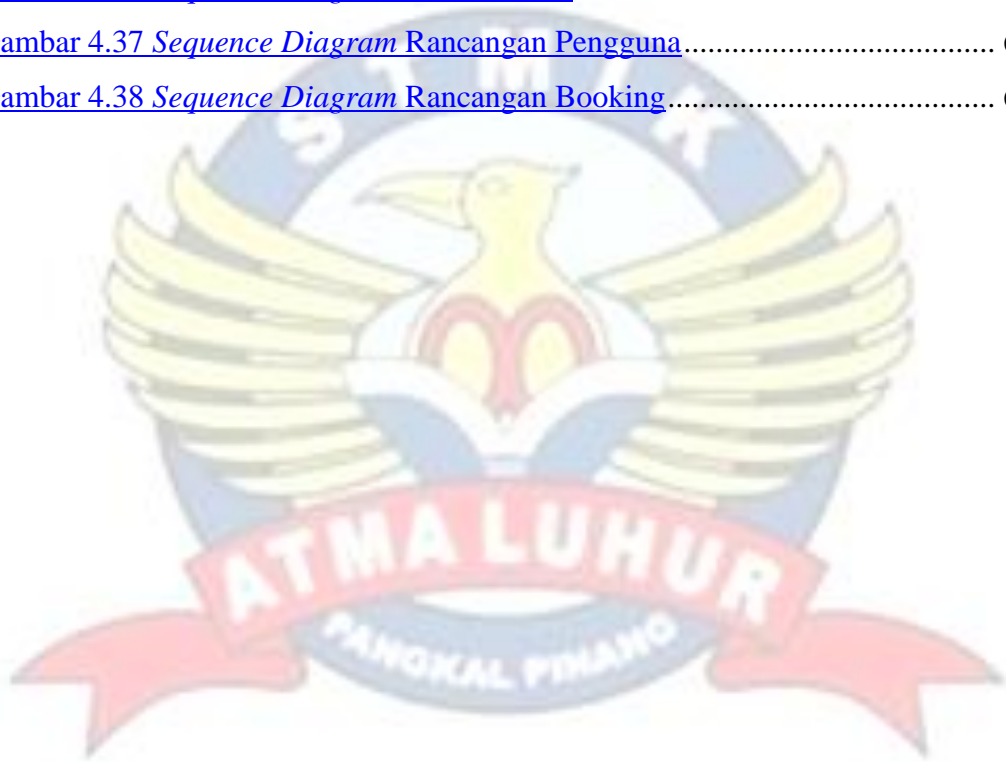 ambar 4.37 Sequence Diagram Rancangan Pengguna
ambar 4.38 Sequence Diagram Rancangan Booking
STMIK
ATMA LUHUR
PANGKAL PINANG